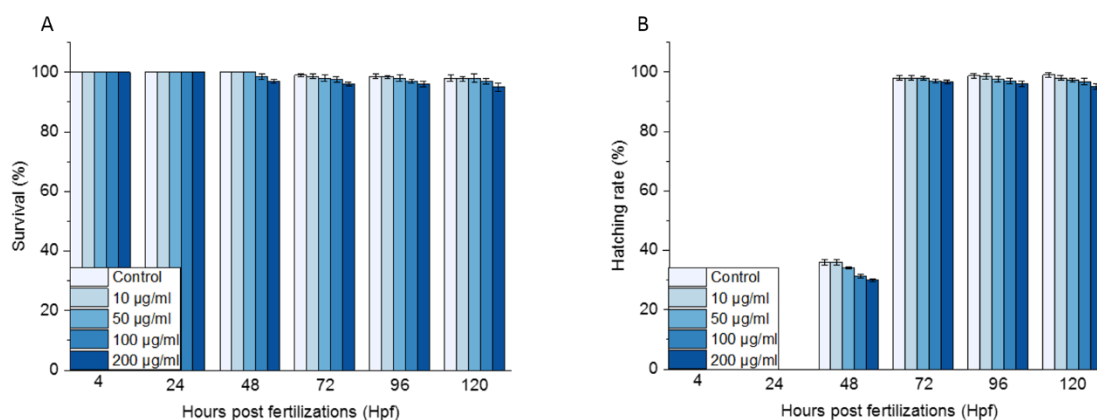 A
Survival (%)
100
80
60
40
20
0
Control
10 µg/ml
50 µg/ml
100 µg/ml
200 µg/ml
4 24 48 72 96 120
Hours post fertilizations (Hpf)
B
Hatching rate (%)
100
80
60
40
20
0
Control
10 µg/ml
50 µg/ml
100 µg/ml
200 µg/ml
4 24 48 72 96 120
Hours post fertilizations (Hpf)